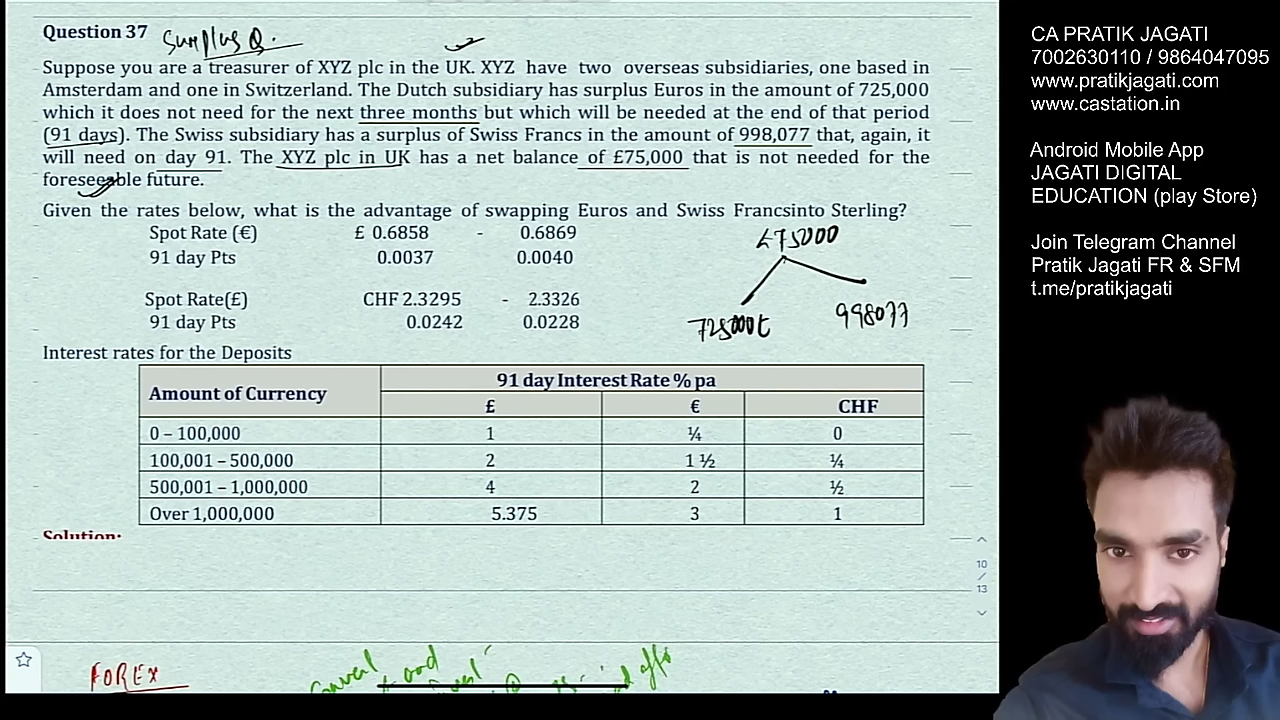 Question 37 Surplus Q.
Suppose you are a treasurer of XYZ plc in the UK. XYZ have two overseas subsidiaries, one based in
Amsterdam and one in Switzerland. The Dutch subsidiary has surplus Euros in the amount of 725,000
which it does not need for the next three months but which will be needed at the end of that period
(91 days). The Swiss subsidiary has a surplus of Swiss Francs in the amount of 998,077 that, again, it
will need on day 91. The XYZ plc in UK has a net balance of £75,000 that is not needed for the
foreseeable future.
Given the rates below, what is the advantage of swapping Euros and Swiss Francsinto Sterling?
Spot Rate (€) £ 0.6858 - 0.6869
91 day Pts 0.0037 0.0040
Spot Rate(£) CHF 2.3295 - 2.3326
91 day Pts 0.0242 0.0228
£75000
725000€
998077
Interest rates for the Deposits
Amount of Currency 91 day Interest Rate % pa
£ € CHF
0 – 100,000 1 ¼ 0
100,001 – 500,000 2 1 ½ ¼
500,001 – 1,000,000 4 2 ½
Over 1,000,000 5.375 3 1
Solution:
10
/
13
FOREX
and
CA PRATIK JAGATI
7002630110 / 9864047095
www.pratikjagati.com
www.castation.in
Android Mobile App
JAGATI DIGITAL
EDUCATION (play Store)
Join Telegram Channel
Pratik Jagati FR & SFM
t.me/pratikjagati